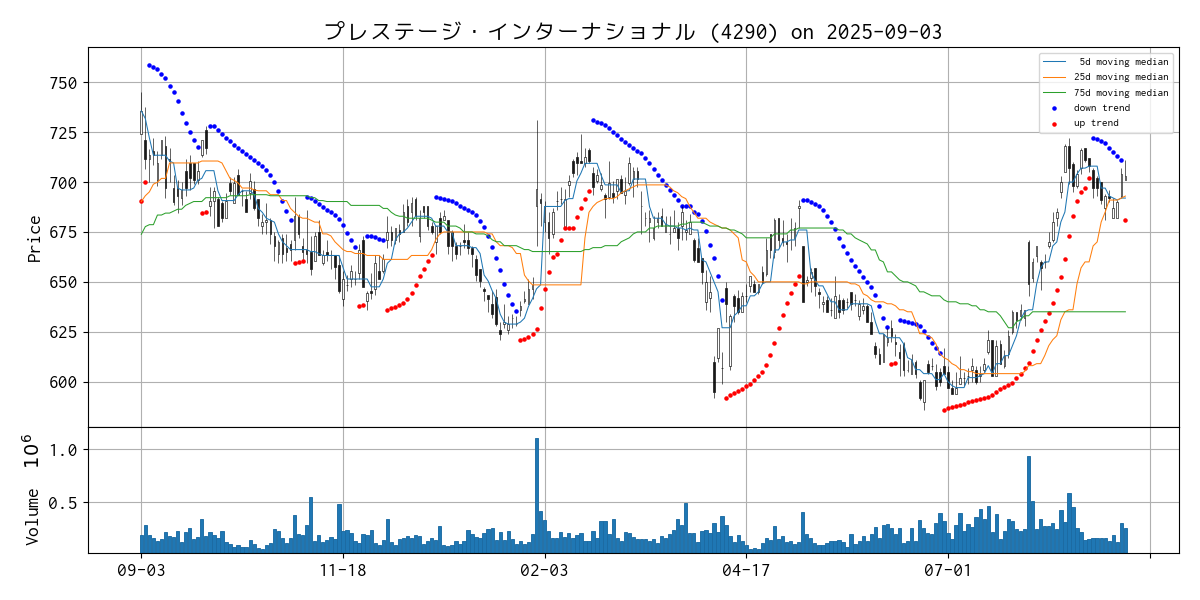 プレステージ・インターナショナル (4290) on 2025-09-03
5d moving median
25d moving median
75d moving median
down trend
up trend
Price
750
725
700
675
650
625
600
Volume 10^6
1.0
0.5
09-03
11-18
02-03
04-17
07-01